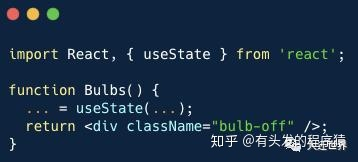 import React, { useState } from 'react';
function Bulbs() {
... = useState(...);
return <div className="bulb-off" />;
}
知乎 @有头发的程序猿